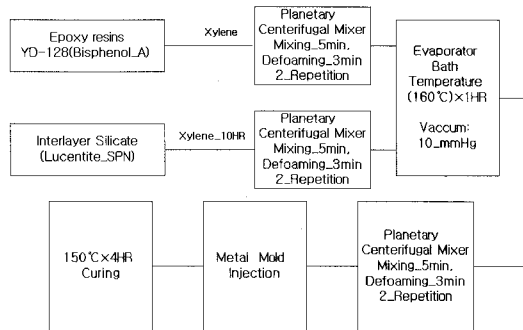 Epoxy resins
YD-128(Bisphenol_A)
Xylene
Planetary
Centerifugal Mixer
Mixing_5min,
Defoaming_3min
2_Repetition
Interlayer Silicate
(Lucentite_SPN)
Xylene_10HR
Planetary
Centerifugal Mixer
Mixing_5min,
Defoaming_3min
2_Repetition
Evaporator
Bath
Temperature
(160℃)×1HR
Vaccum:
10_mmHg
150℃×4HR
Curing
Metal Mold
Injection
Planetary
Centerifugal Mixer
Mixing_5min,
Defoaming_3min
2_Repetition